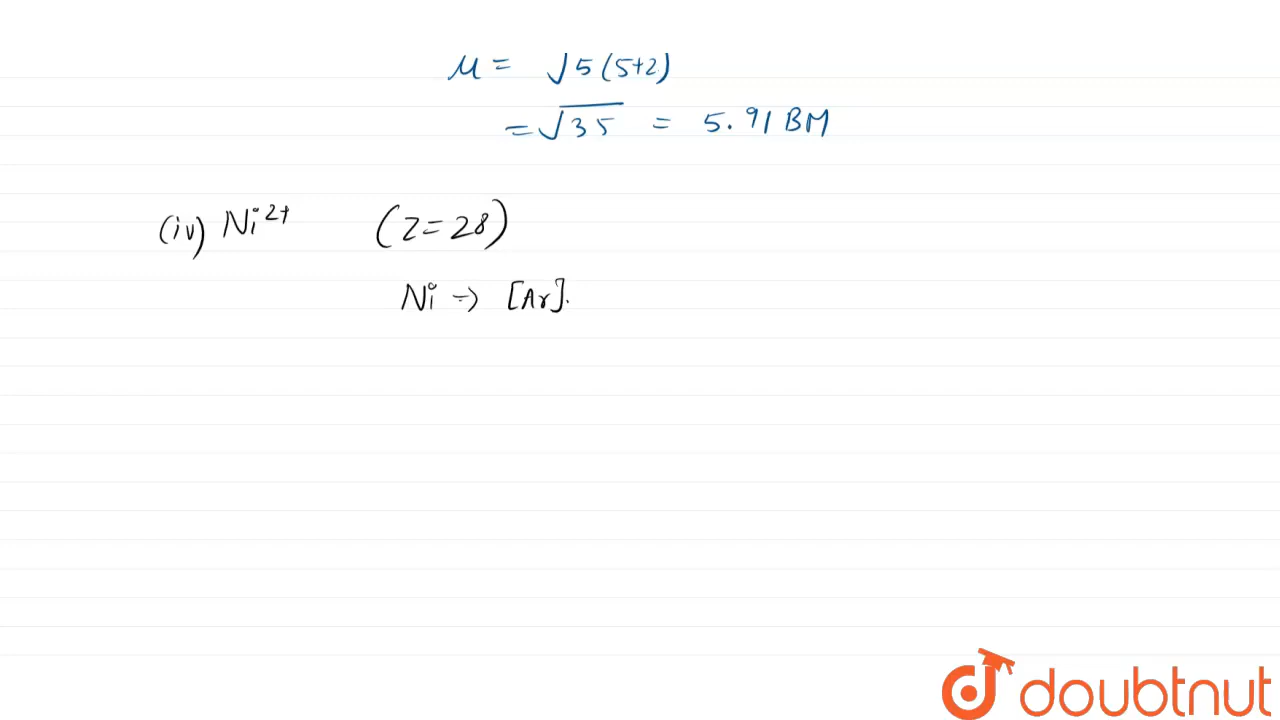 μ = √5(5+2)
= √35 = 5.91 BM
(iv) Ni²⁺ (Z=28)
Ni → [Ar].
doubtnut